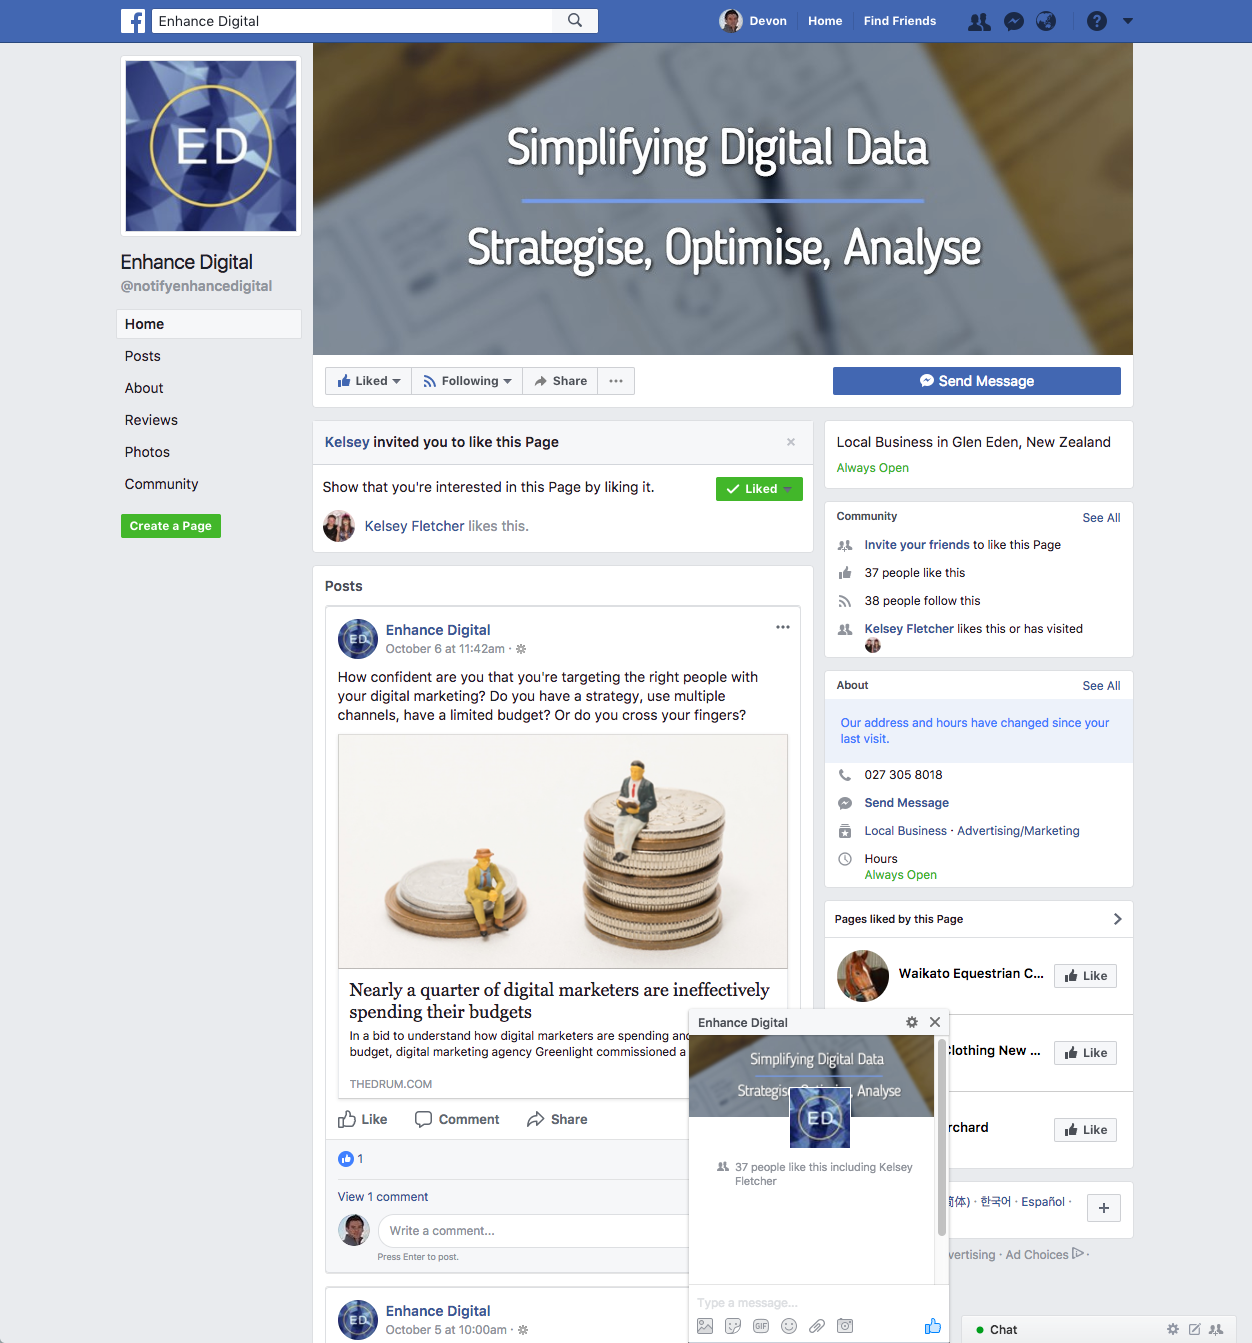 Enhance Digital
Devon
Home
Find Friends
ED
Simplifying Digital Data
Strategise, Optimise, Analyse
Enhance Digital
@notifyenhancedigital
Home
Posts
About
Reviews
Photos
Community
Create a Page
Liked
Following
Share
Send Message
Kelsey invited you to like this Page
Show that you're interested in this Page by liking it.
Liked
Kelsey Fletcher likes this.
Posts
ED
Enhance Digital
October 6 at 11:42am ·
How confident are you that you're targeting the right people with
your digital marketing? Do you have a strategy, use multiple
channels, have a limited budget? Or do you cross your fingers?
Nearly a quarter of digital marketers are ineffectively
spending their budgets
In a bid to understand how digital marketers are spending
budget, digital marketing agency Greenlight commissioned a
THEDRUM.COM
Like
Comment
Share
1
View 1 comment
Write a comment...
Press Enter to post.
ED
Enhance Digital
October 5 at 10:00am ·
Local Business in Glen Eden, New Zealand
Always Open
Community
See All
Invite your friends to like this Page
37 people like this
38 people follow this
Kelsey Fletcher likes this or has visited
About
See All
Our address and hours have changed since your
last visit.
027 305 8018
Send Message
Local Business · Advertising/Marketing
Hours
Always Open
Pages liked by this Page
Waikato Equestrian C...
Like
lothing New ...
Like
rchard
Like
体) · 한국어 · Español ·
+
vertising · Ad Choices ·
Enhance Digital
Simplifying Digital Data
Strategis Optimis , Analyse
ED
37 people like this including Kelsey
Fletcher
Type a message...
GIF
Chat